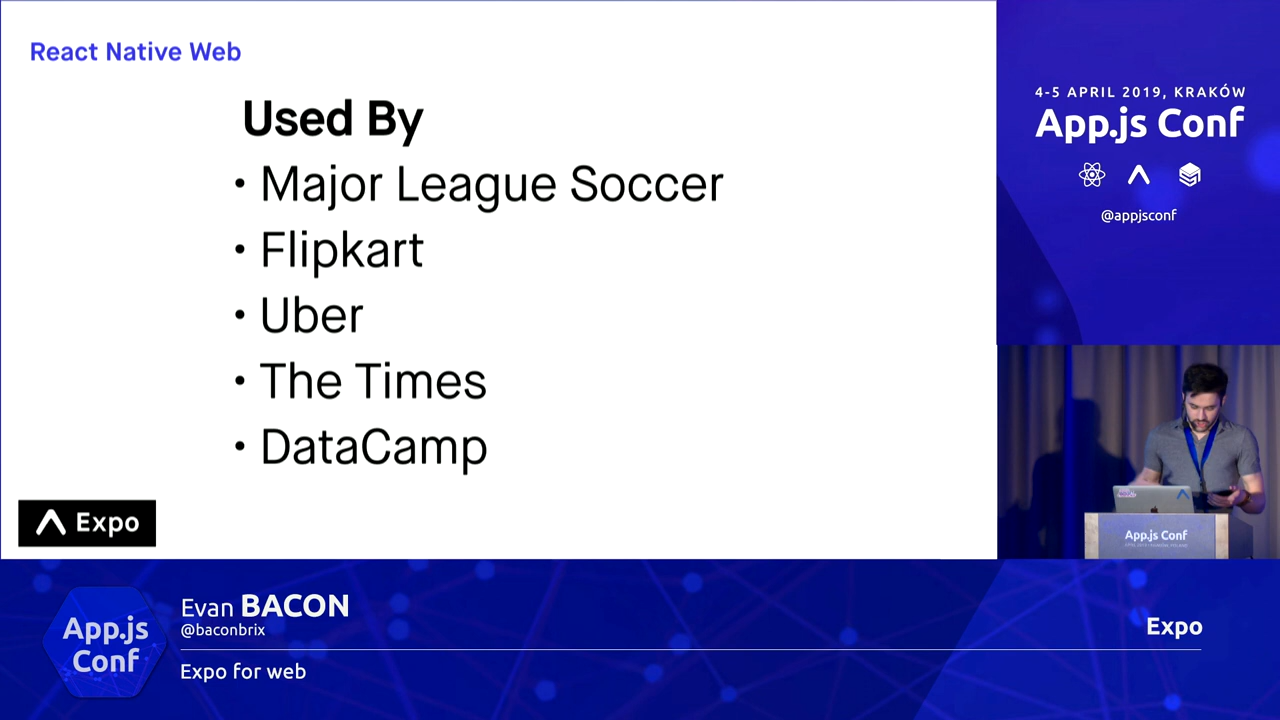 React Native Web
Used By
• Major League Soccer
• Flipkart
• Uber
• The Times
• DataCamp
Expo
4-5 APRIL 2019, KRAKÓW
App.js Conf
@appjsconf
App.js Conf
App.js
Conf
Evan BACON
@baconbrix
Expo for web
Expo